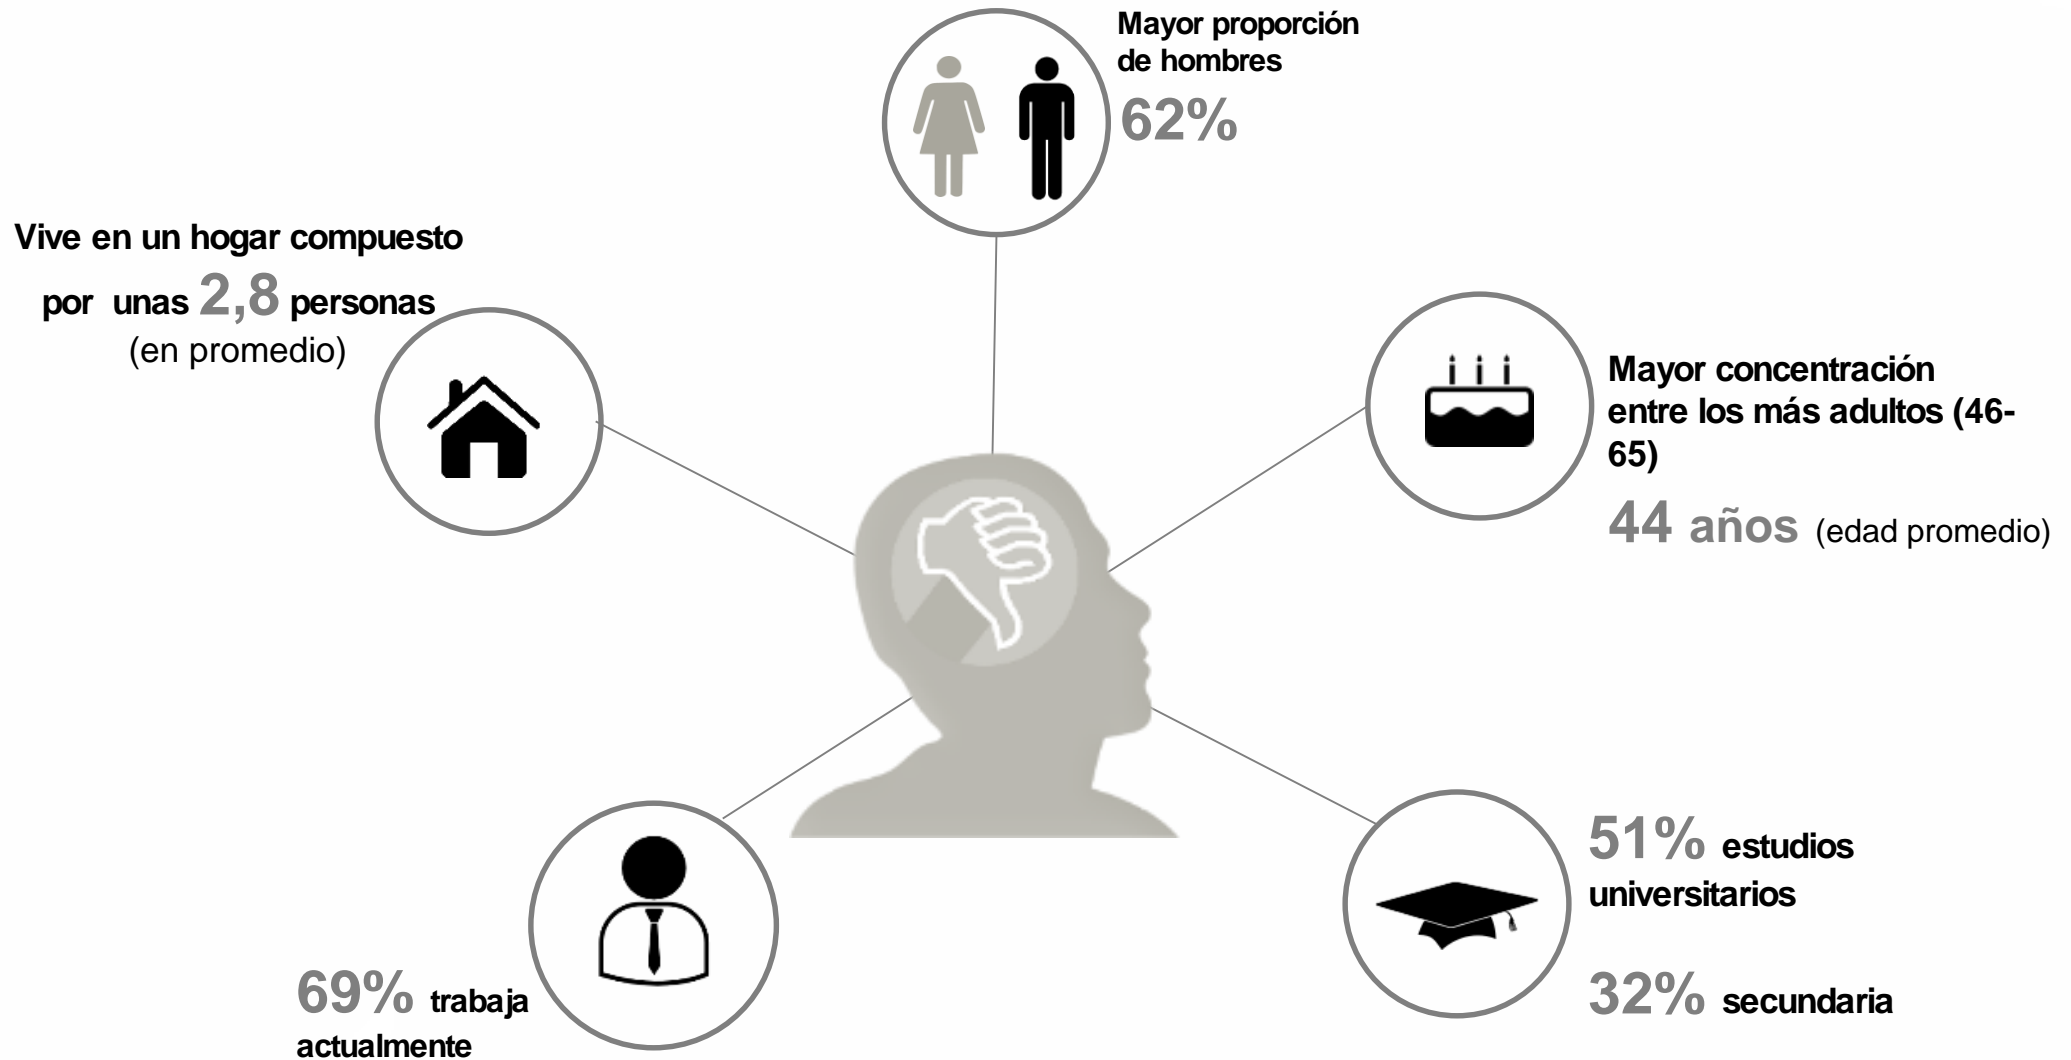 Mayor proporción
de hombres
62%
Vive en un hogar compuesto
por unas 2,8 personas
(en promedio)
Mayor concentración
entre los más adultos (46-
65)
44 años (edad promedio)
51% estudios
universitarios
32% secundaria
69% trabaja
actualmente